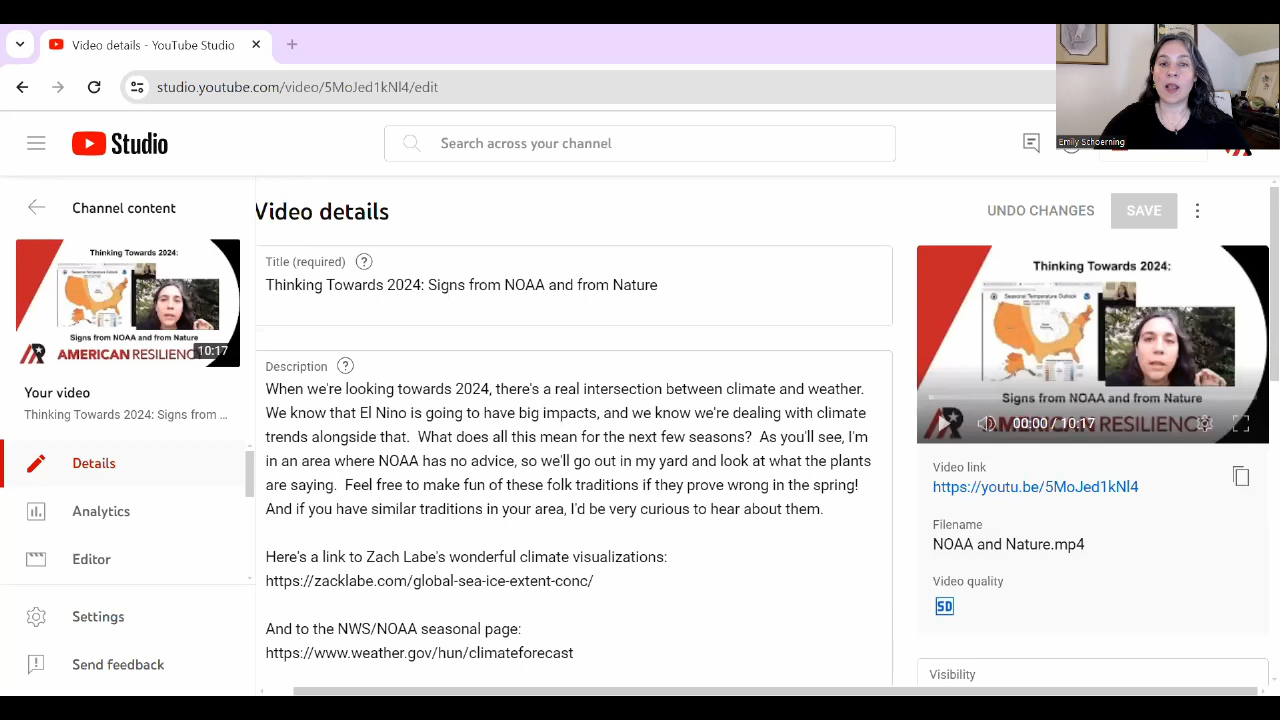 Video details - YouTube Studio
studio.youtube.com/video/5MoJed1kNl4/edit
Emily Schoerning
Studio
Search across your channel
Channel content
Video details
UNDO CHANGES
SAVE
Thinking Towards 2024:
Seasonal Temperature Outlook
Signs from NOAA and from Nature
AMERICAN RESILIENC
10:17
Your video
Thinking Towards 2024: Signs from ...
Details
Analytics
Editor
Settings
Send feedback
Title (required)
Thinking Towards 2024: Signs from NOAA and from Nature
Description
When we're looking towards 2024, there's a real intersection between climate and weather.
We know that El Nino is going to have big impacts, and we know we're dealing with climate
trends alongside that. What does all this mean for the next few seasons? As you'll see, I'm
in an area where NOAA has no advice, so we'll go out in my yard and look at what the plants
are saying. Feel free to make fun of these folk traditions if they prove wrong in the spring!
And if you have similar traditions in your area, I'd be very curious to hear about them.
Here's a link to Zach Labe's wonderful climate visualizations:
https://zacklabe.com/global-sea-ice-extent-conc/
And to the NWS/NOAA seasonal page:
https://www.weather.gov/hun/climateforecast
Thinking Towards 2024:
Seasonal Temperature Outlook
Signs from NOAA and from Nature
AMERICAN RESILIENCE
00:00 / 10:17
Video link
https://youtu.be/5MoJed1kNl4
Filename
NOAA and Nature.mp4
Video quality
SD
Visibility